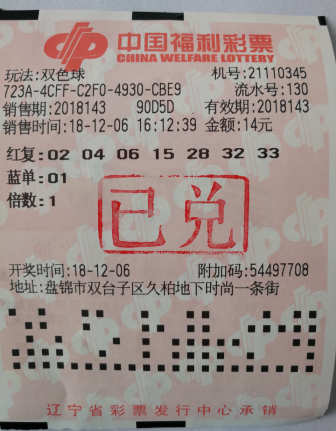 中国福利彩票
CHINA WELFARE LOTTERY
玩法:双色球 机号:21110345
723A-4CFF-C2F0-4930-CBE9 流水号:130
销售期:2018143 90D5D 有效期:2018143
销售时间:18-12-06 16:12:39 金额:14元
红复:02 04 06 15 28 32 33
蓝单:01
倍数:1
已兑
开奖时间:18-12-06 附加码:54497708
地址:盘锦市双台子区久柏地下时尚一条街
辽宁省彩票发行中心承销